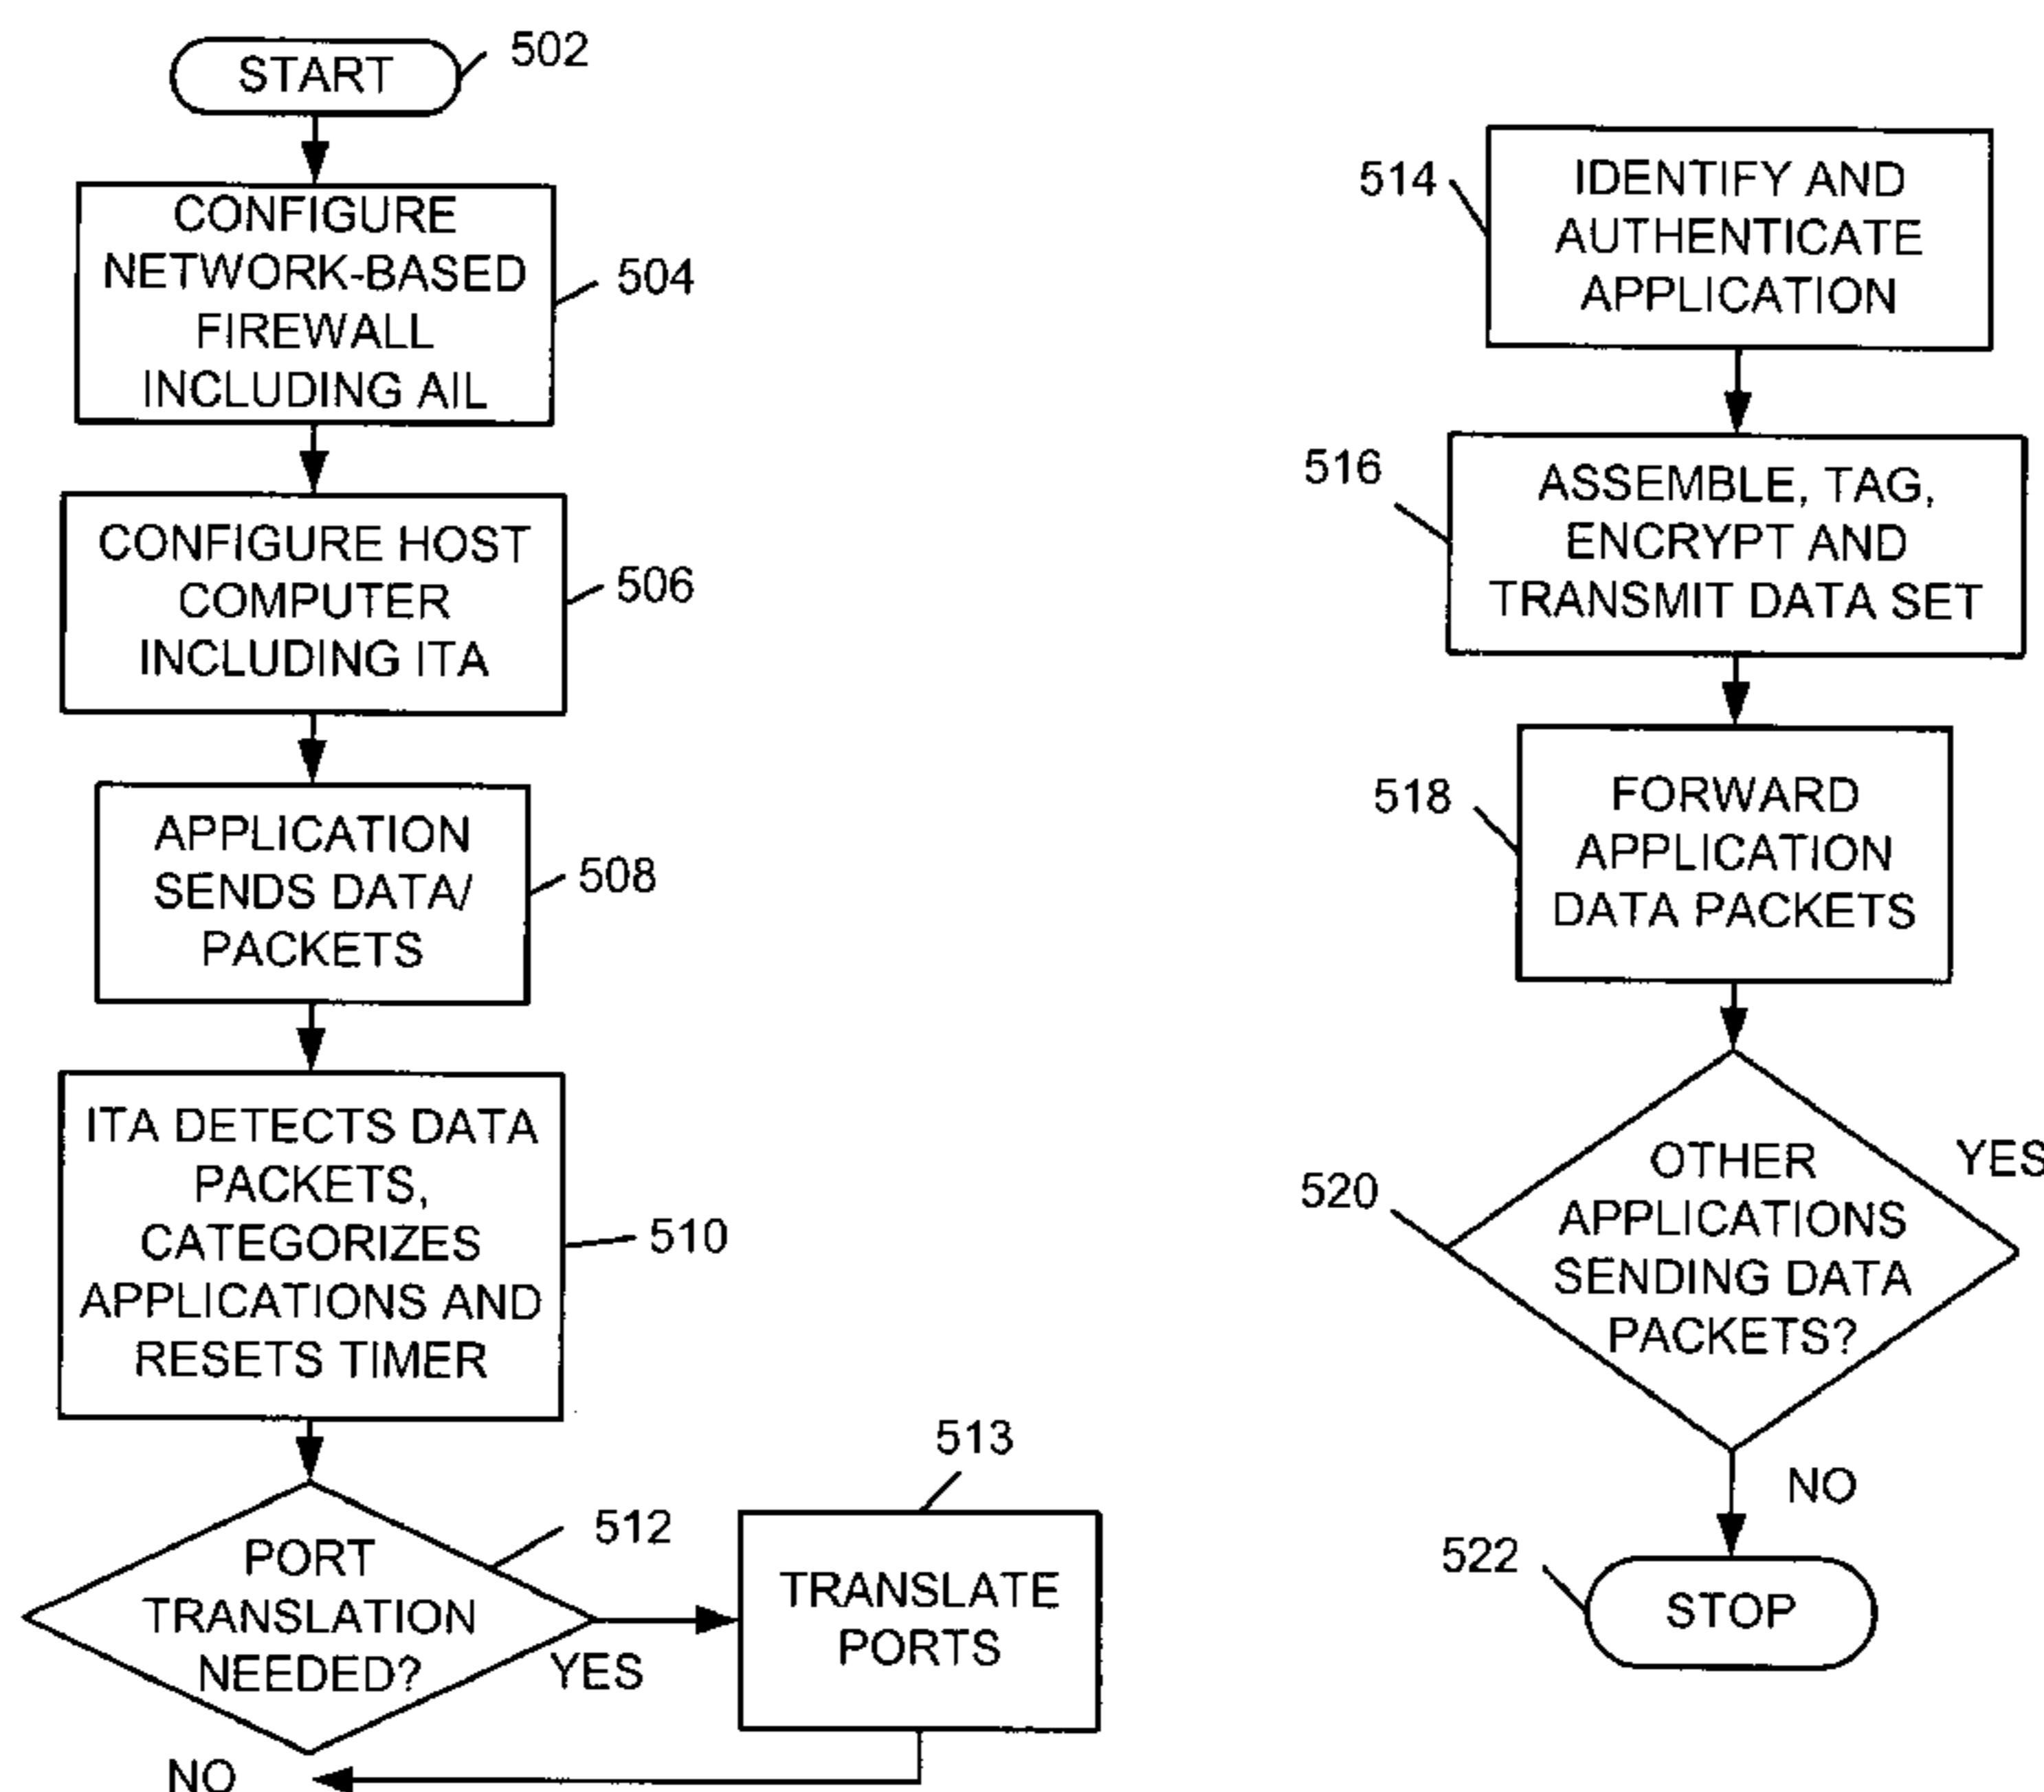 START
502
CONFIGURE
NETWORK-BASED
FIREWALL
INCLUDING AIL
504
CONFIGURE HOST
COMPUTER
INCLUDING ITA
506
APPLICATION
SENDS DATA/
PACKETS
508
ITA DETECTS DATA
PACKETS,
CATEGORIZES
APPLICATIONS AND
RESETS TIMER
510
PORT
TRANSLATION
NEEDED?
512
YES
NO
513
TRANSLATE
PORTS
514
IDENTIFY AND
AUTHENTICATE
APPLICATION
516
ASSEMBLE, TAG,
ENCRYPT AND
TRANSMIT DATA SET
518
FORWARD
APPLICATION
DATA PACKETS
520
OTHER
APPLICATIONS
SENDING DATA
PACKETS?
YES
NO
522
STOP